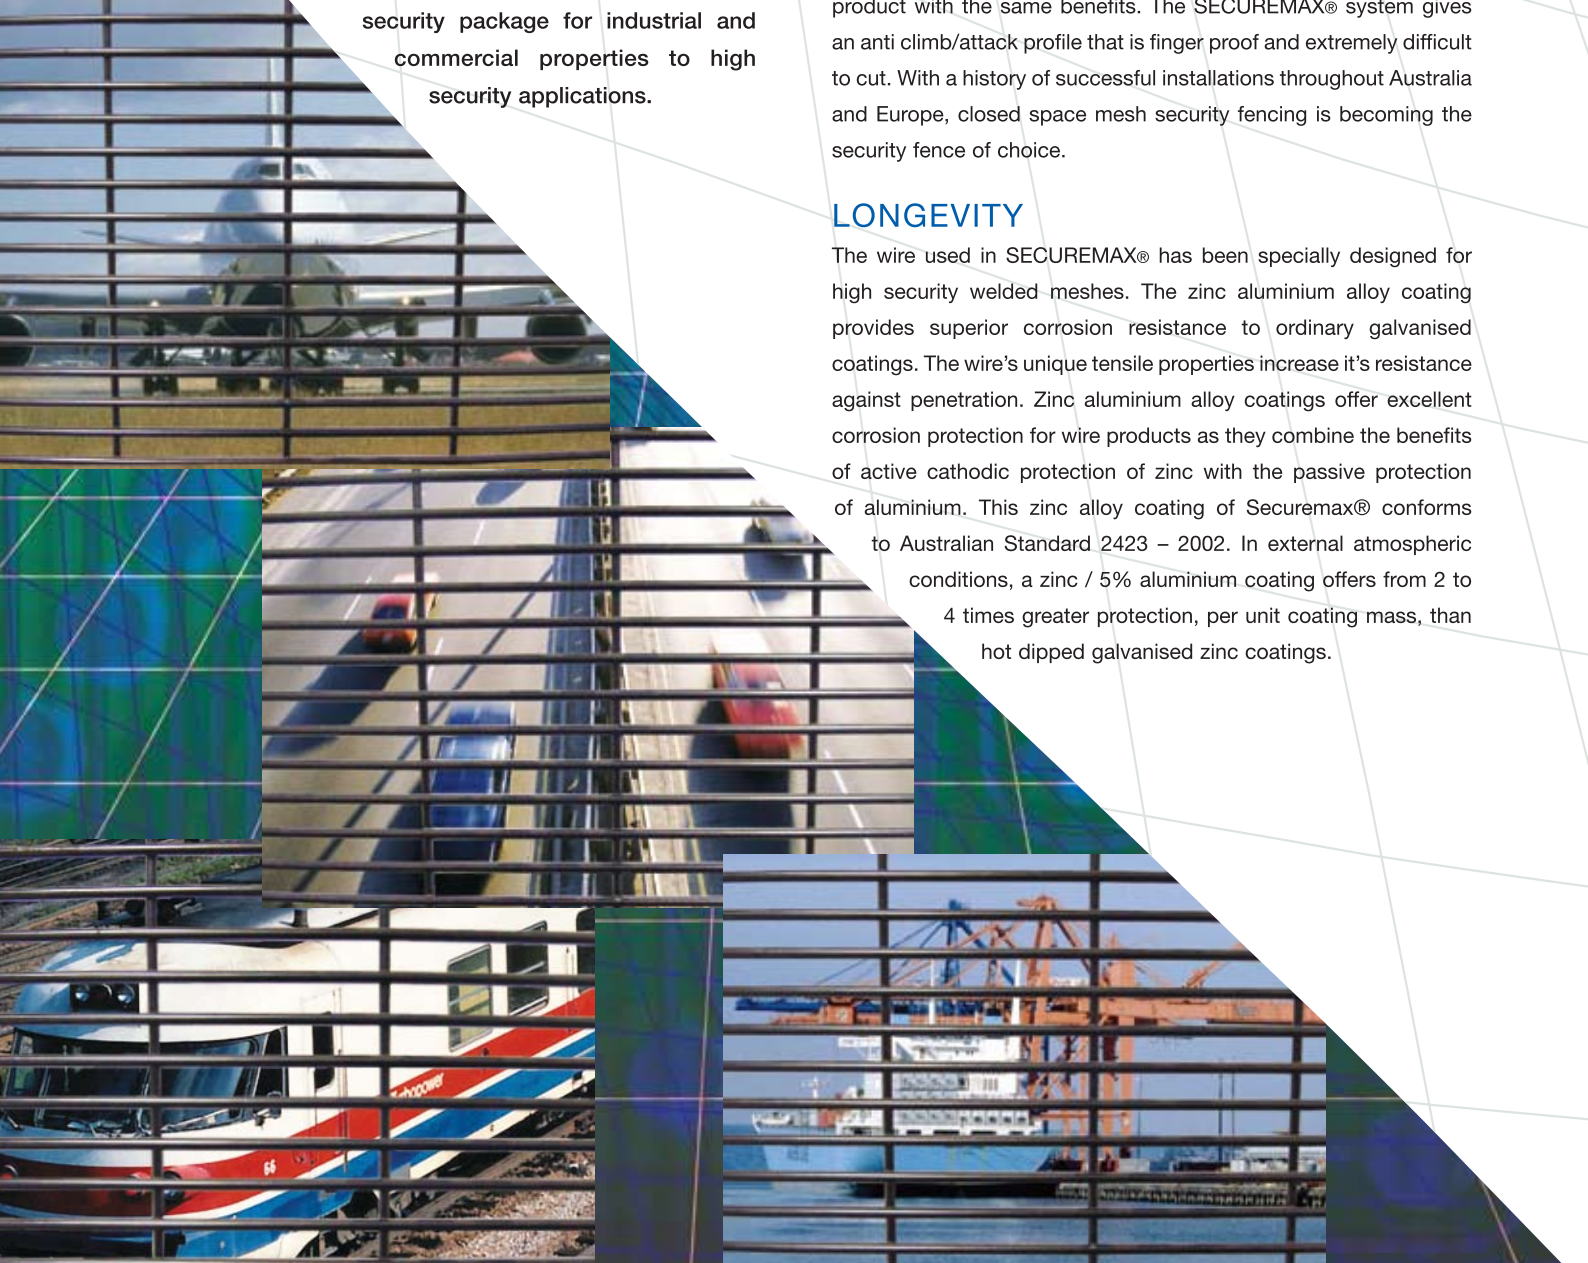 security package for industrial and
commercial properties to high
security applications.
product with the same benefits. The SECUREMAX® system gives
an anti climb/attack profile that is finger proof and extremely difficult
to cut. With a history of successful installations throughout Australia
and Europe, closed space mesh security fencing is becoming the
security fence of choice.
LONGEVITY
The wire used in SECUREMAX® has been specially designed for
high security welded meshes. The zinc aluminium alloy coating
provides superior corrosion resistance to ordinary galvanised
coatings. The wire’s unique tensile properties increase it’s resistance
against penetration. Zinc aluminium alloy coatings offer excellent
corrosion protection for wire products as they combine the benefits
of active cathodic protection of zinc with the passive protection
of aluminium. This zinc alloy coating of Securemax® conforms
to Australian Standard 2423 – 2002. In external atmospheric
conditions, a zinc / 5% aluminium coating offers from 2 to
4 times greater protection, per unit coating mass, than
hot dipped galvanised zinc coatings.
Turbopower
66